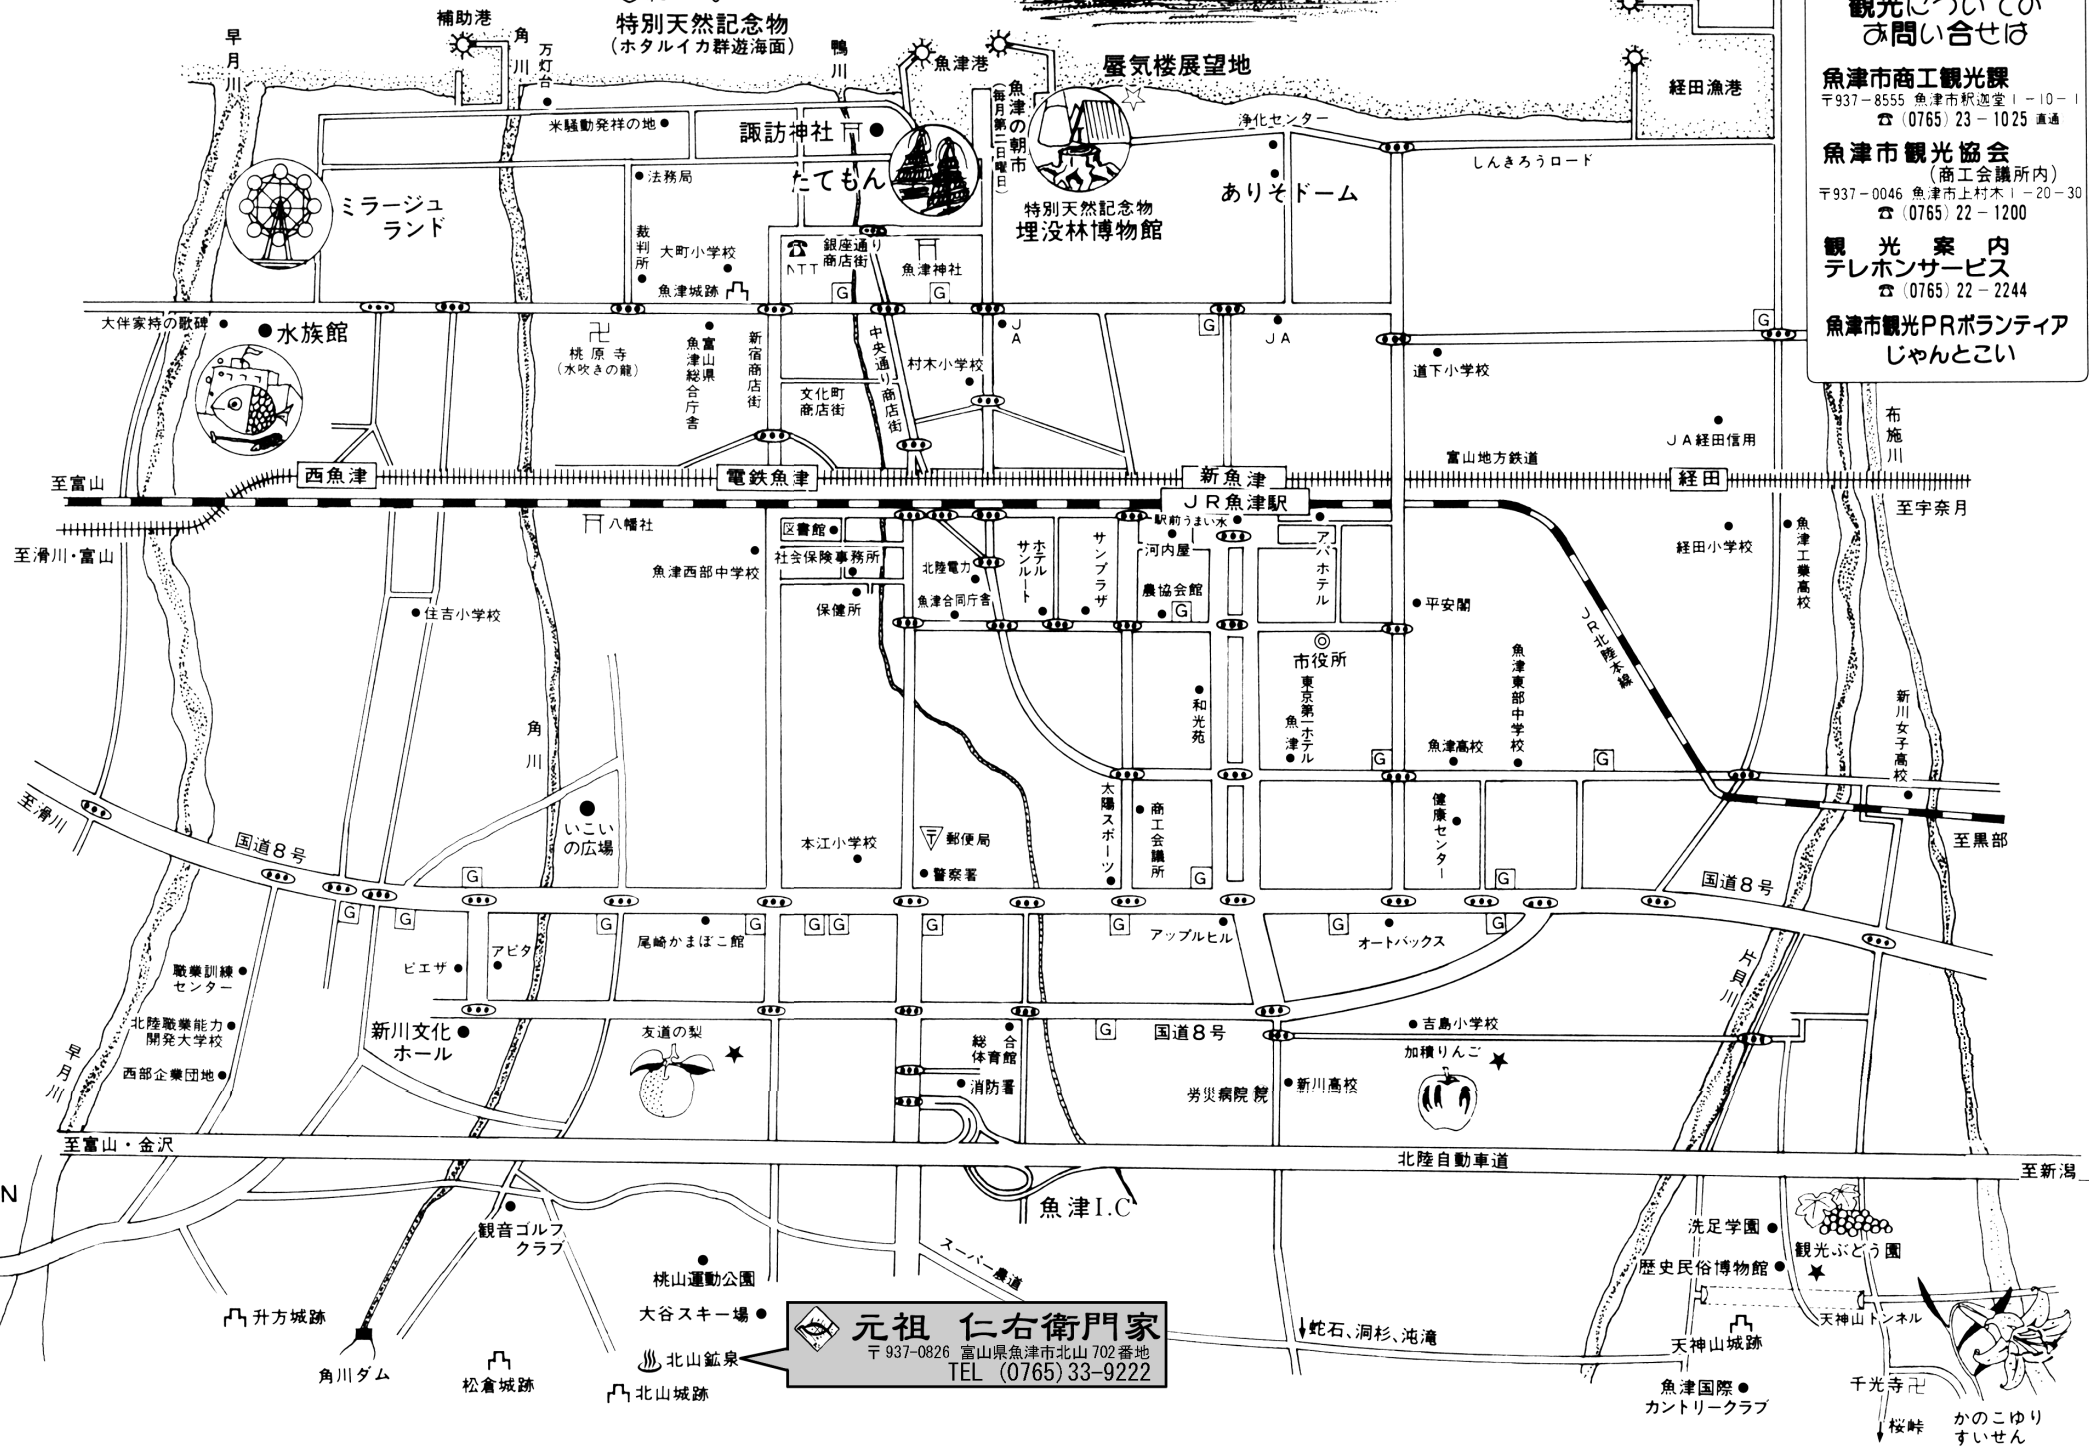 特別天然記念物
(ホタルイカ群遊海面)
補助港
早月川
角川
万灯台
鴨川
魚津港
魚津の朝市
(毎月第二日曜日)
蜃気楼展望地
経田漁港
観光についての
お問い合せは
魚津市商工観光課
〒937-8555 魚津市釈迦堂1-10-1
☎(0765)23-1025 直通
魚津市観光協会
(商工会議所内)
〒937-0046 魚津市上村木1-20-30
☎(0765)22-1200
観光案内
テレホンサービス
☎(0765)22-2244
魚津市観光PRボランティア
じゃんとこい
米騒動発祥の地
諏訪神社
たてもん
浄化センター
しんきろうロード
ありそドーム
特別天然記念物
埋没林博物館
法務局
ミラージュ
ランド
裁判所
大町小学校
魚津城跡
NTT
銀座通り
商店街
魚津神社
G
G
大伴家持の歌碑
水族館
桃原寺
(水吹きの龍)
富山県
魚津総合庁舎
新宿商店街
文化町
商店街
中央通り商店街
村木小学校
JA
G
JA
道下小学校
G
JA経田信用
布施川
至富山
西魚津
電鉄魚津
新魚津
JR魚津駅
富山地方鉄道
経田
至宇奈月
至滑川・富山
八幡社
図書館
社会保険事務所
魚津西部中学校
保健所
北陸電力
魚津合同庁舎
ホテル
サンルート
サンプラザ
駅前うまい水
河内屋
農協会館
G
アパホテル
平安閣
経田小学校
魚津工業高校
住吉小学校
市役所
JR北陸本線
魚津東部中学校
和光苑
東京第一ホテル
魚津
魚津高校
G
G
新川女子高校
角川
至滑川
国道8号
いこい
の広場
本江小学校
郵便局
警察署
太陽スポーツ
商工会議所
健康センター
至黒部
G
G
G
国道8号
G
G
G
尾崎かまぼこ館
G
G
G
G
G
アップルヒル
G
オートバックス
G
職業訓練
センター
ピエザ
アピタ
片貝川
北陸職業能力
開発大学校
新川文化
ホール
友道の梨
総合
体育館
G
国道8号
吉島小学校
加積りんご
早月川
西部企業団地
消防署
労災病院
新川高校
至富山・金沢
北陸自動車道
至新潟
N
魚津I.C
観音ゴルフ
クラブ
スーパー農道
洗足学園
観光ぶどう園
歴史民俗博物館
桃山運動公園
大谷スキー場
升方城跡
角川ダム
松倉城跡
北山鉱泉
北山城跡
元祖 仁右衛門家
〒937-0826 富山県魚津市北山702番地
TEL (0765)33-9222
蛇石、洞杉、沌滝
天神山城跡
天神山トンネル
魚津国際
カントリークラブ
千光寺
桜峠
かのこゆり
すいせん